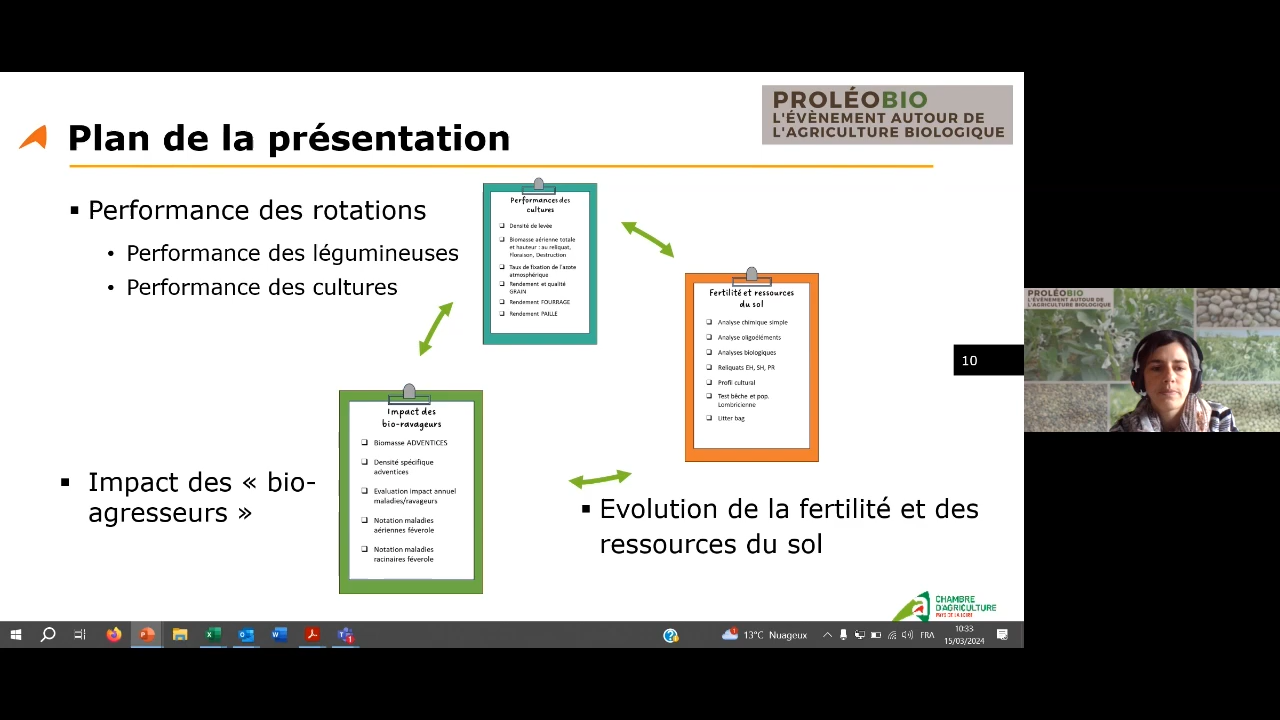 PROLÉOBIO
L'ÉVÈNEMENT AUTOUR DE
L'AGRICULTURE BIOLOGIQUE
Plan de la présentation
▪ Performance des rotations
• Performance des légumineuses
• Performance des cultures
Performances des
cultures
❑ Densité de levée
❑ Biomasse aérienne totale
et hauteur : au reliquat,
Floraison, Destruction
❑ Taux de fixation de l'azote
atmosphérique
❑ Rendement et qualité
GRAIN
❑ Rendement FOURRAGE
❑ Rendement PAILLE
Fertilité et ressources
du sol
❑ Analyse chimique simple
❑ Analyse oligoéléments
❑ Analyses biologiques
❑ Reliquats EH, SH, PR
❑ Profil cultural
❑ Test bêche et pop.
Lombricienne
❑ Litter bag
10
Impact des
bio-ravageurs
❑ Biomasse ADVENTICES
❑ Densité spécifique
adventices
❑ Evaluation impact annuel
maladies/ravageurs
❑ Notation maladies
aériennes féverole
❑ Notation maladies
racinaires féverole
▪ Impact des « bio-
agresseurs »
▪ Evolution de la fertilité et des
ressources du sol
CHAMBRE
D'AGRICULTURE
PAYS DE LA LOIRE
PROLÉOBIO
L'ÉVÈNEMENT AUTOUR DE
L'AGRICULTURE BIOLOGIQUE
13°C Nuageux
FRA
10:33
15/03/2024